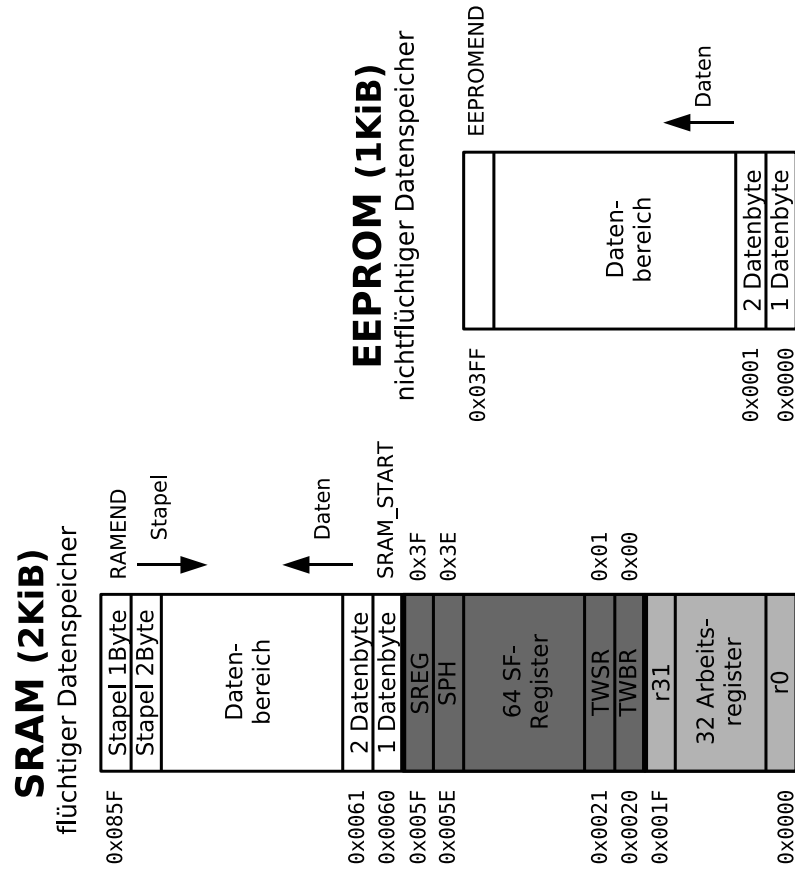 SRAM (2KiB)
flüchtiger Datenspeicher
0x085F
Stapel 1Byte
RAMEND
Stapel 2Byte
Stapel
Daten-
bereich
Daten
0x0061
2 Datenbyte
0x0060
1 Datenbyte
SRAM_START
0x005F
SREG
0x3F
0x005E
SPH
0x3E
64 SF-
Register
0x0021
TWSR
0x01
0x0020
TWBR
0x00
0x001F
r31
32 Arbeits-
register
0x0000
r0
EEPROM (1KiB)
nichtflüchtiger Datenspeicher
0x03FF
EEPROMEND
Daten-
bereich
Daten
0x0001
2 Datenbyte
0x0000
1 Datenbyte